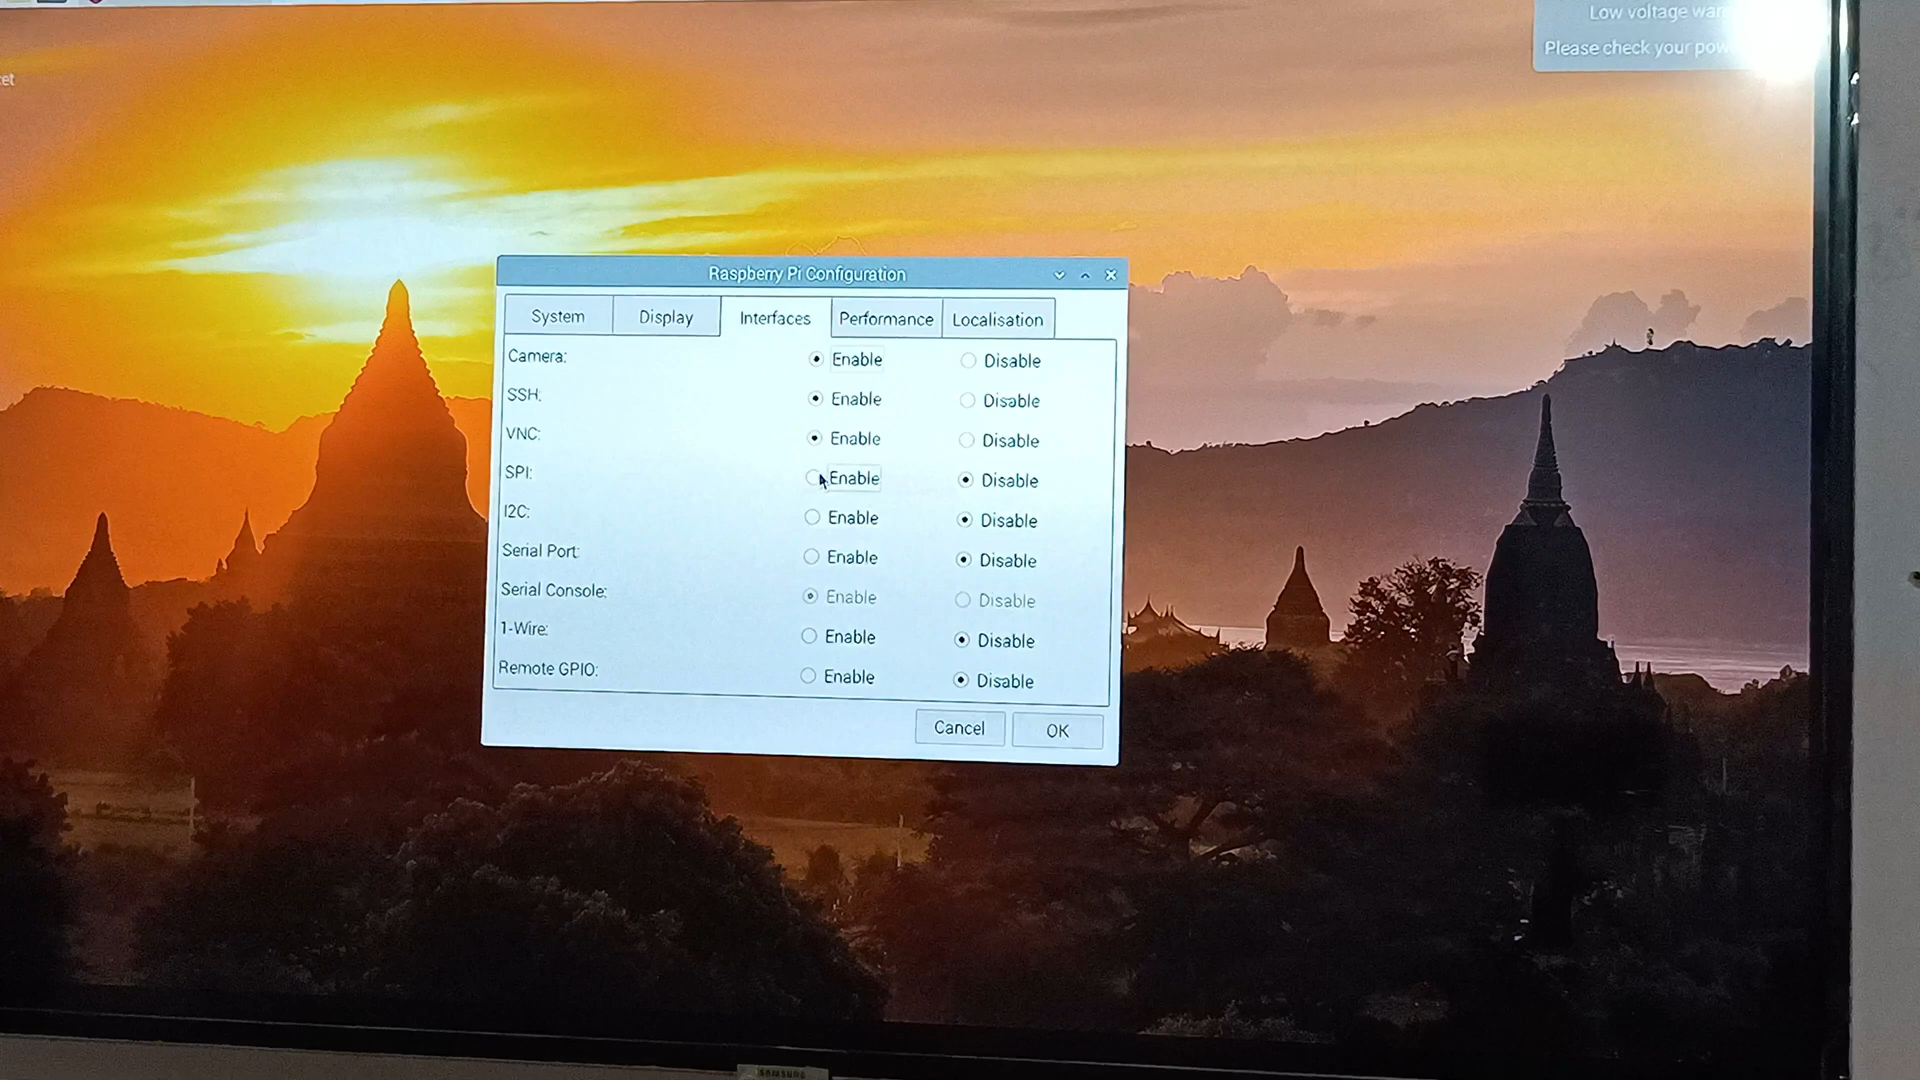 Low voltage
Please check your
Raspberry Pi Configuration
System Display Interfaces Performance Localisation
Camera: Enable Disable
SSH: Enable Disable
VNC: Enable Disable
SPI: Enable Disable
I2C: Enable Disable
Serial Port: Enable Disable
Serial Console: Enable Disable
1-Wire: Enable Disable
Remote GPIO: Enable Disable
Cancel OK
SAMSUNG